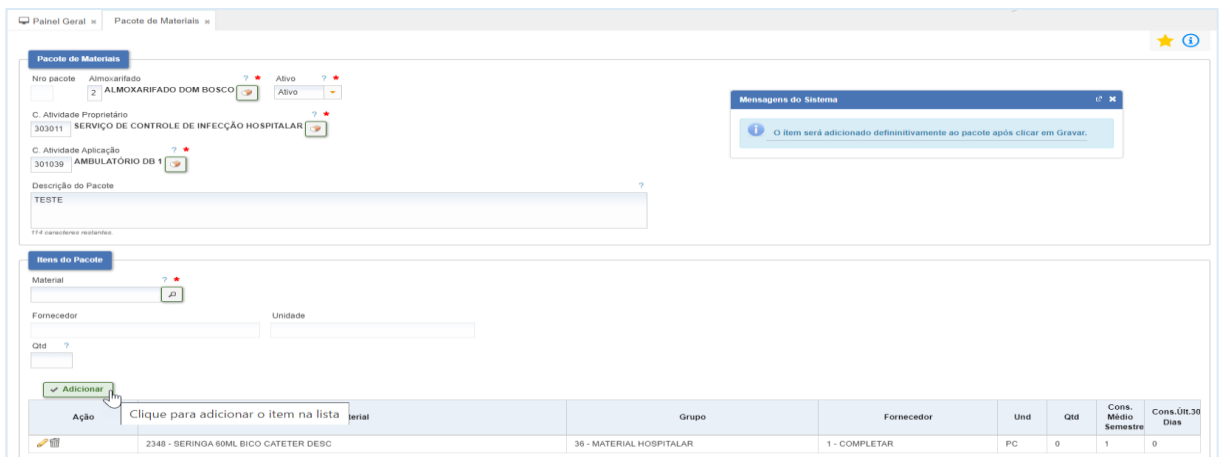 Painel Geral × Pacote de Materiais ×
Pacote de Materiais
Nro pacote Almoxarifado ? * Ativo ? *
2 ALMOXARIFADO DOM BOSCO Ativo
C. Atividade Proprietário ? *
303011 SERVIÇO DE CONTROLE DE INFECÇÃO HOSPITALAR
C. Atividade Aplicação ? *
301039 AMBULATÓRIO DB 1
Descrição do Pacote ?
TESTE
114 caracteres restantes.
Mensagens do Sistema
O item será adicionado defininitivamente ao pacote após clicar em Gravar.
Itens do Pacote
Material ? *
Fornecedor Unidade
Qtd ?
Adicionar
Clique para adicionar o item na lista
Ação terial Grupo Fornecedor Und Qtd Cons. Médio Semestre Cons.Últ.30 Dias
2348 - SERINGA 60ML BICO CATETER DESC 36 - MATERIAL HOSPITALAR 1 - COMPLETAR PC 0 1 0